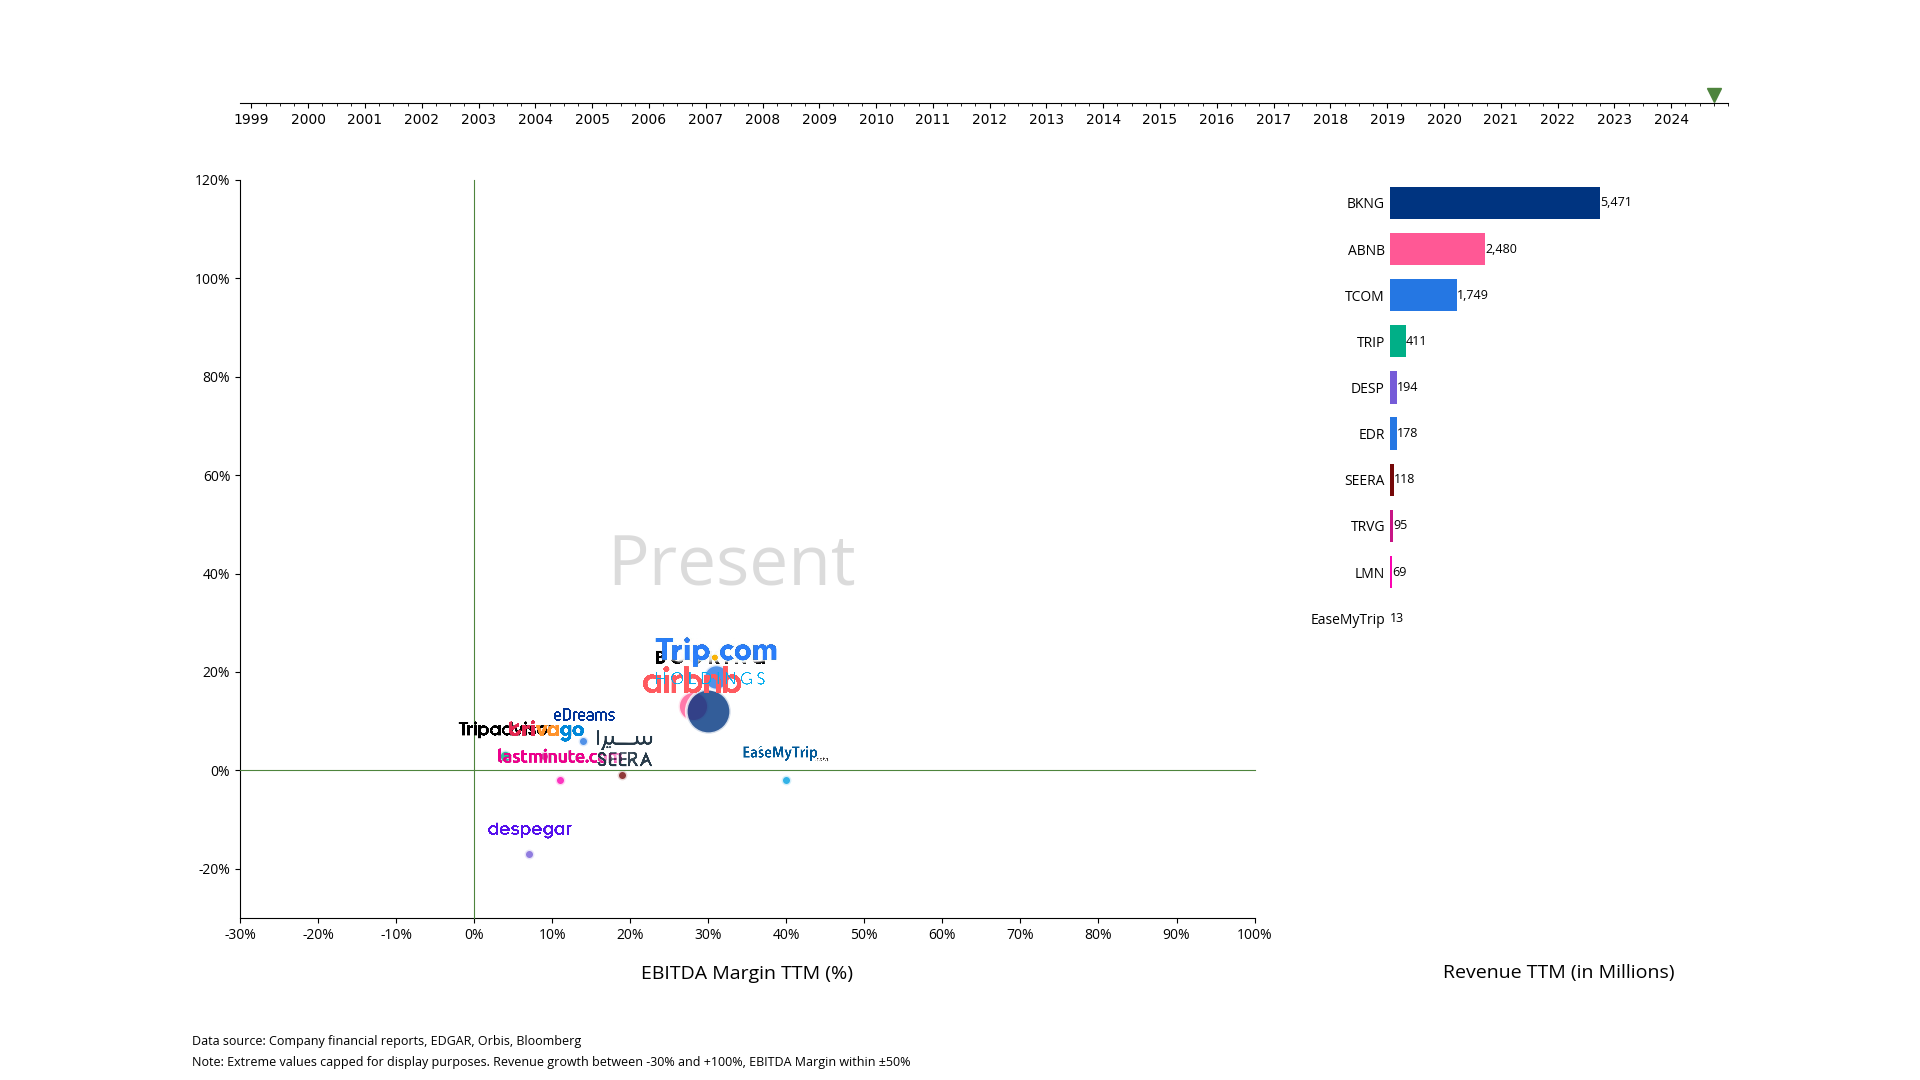 1999 2000 2001 2002 2003 2004 2005 2006 2007 2008 2009 2010 2011 2012 2013 2014 2015 2016 2017 2018 2019 2020 2021 2022 2023 2024
120%
100%
80%
60%
40%
20%
0%
-20%
Present
Trip.com
HOLDINGS
airbnb
eDreams
Tripadvisor
trivago
سيرا
SEERA
lastminute.com
EaseMyTrip
despegar
-30% -20% -10% 0% 10% 20% 30% 40% 50% 60% 70% 80% 90% 100%
EBITDA Margin TTM (%)
BKNG 5,471
ABNB 2,480
TCOM 1,749
TRIP 411
DESP 194
EDR 178
SEERA 118
TRVG 95
LMN 69
EaseMyTrip 13
Revenue TTM (in Millions)
Data source: Company financial reports, EDGAR, Orbis, Bloomberg
Note: Extreme values capped for display purposes. Revenue growth between -30% and +100%, EBITDA Margin within ±50%